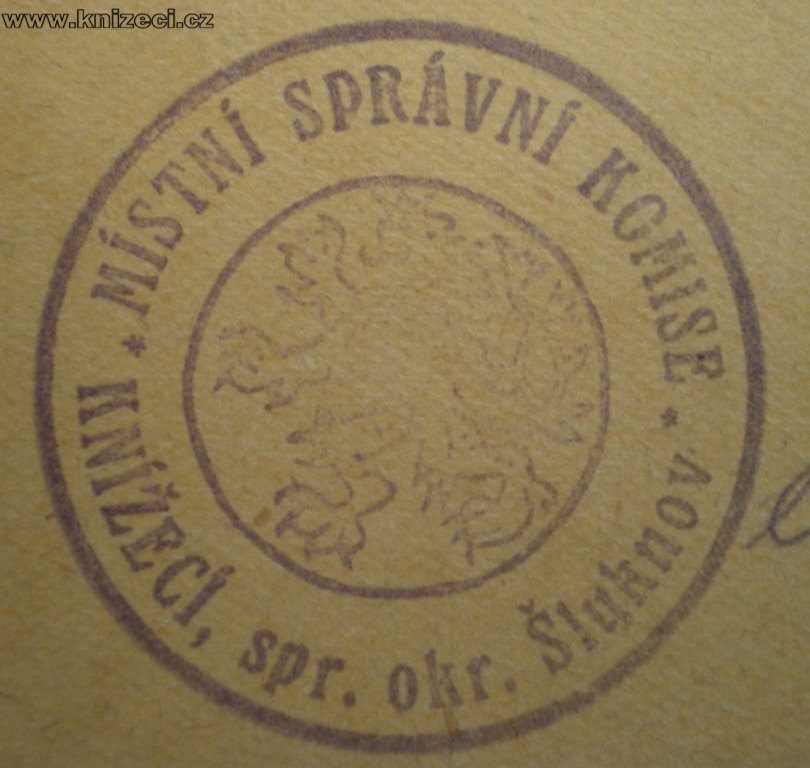 www.knizeci.cz
* MÍSTNÍ SPRÁVNÍ KOMISE *
KNÍŽECÍ, spr. okr. Šluknov